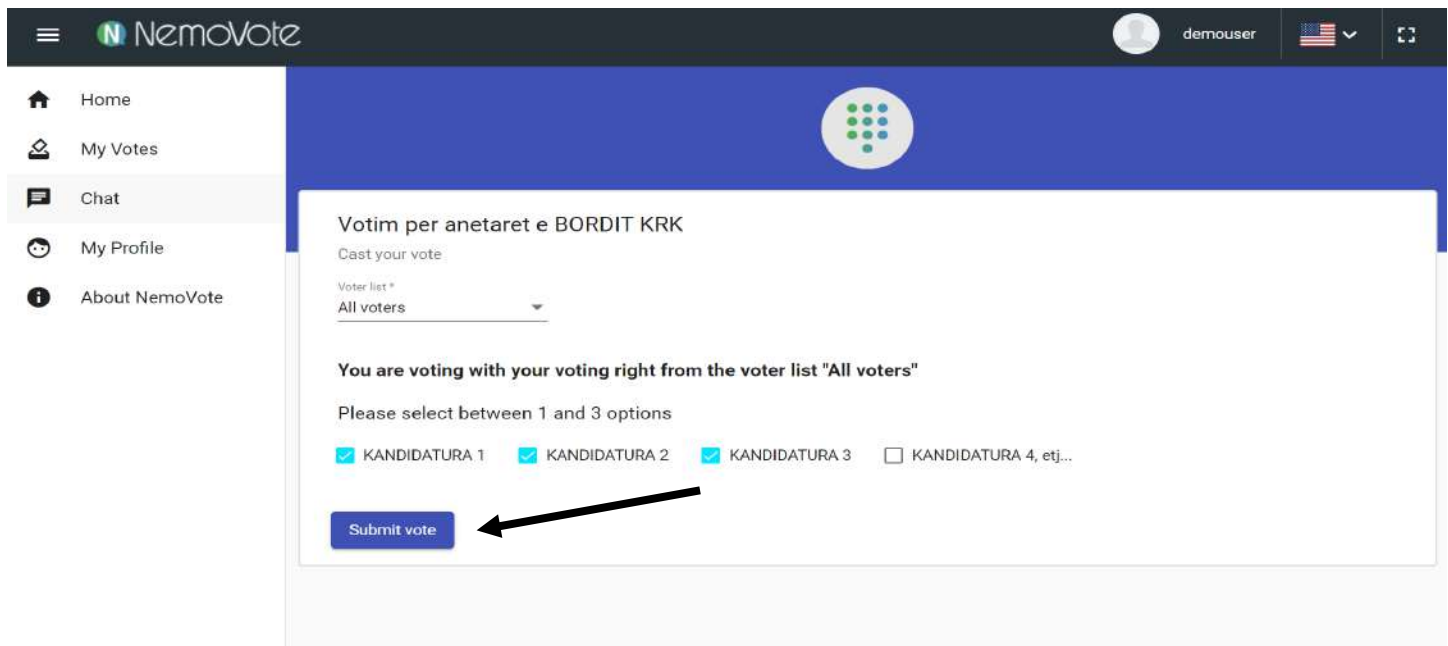 NemoVote
demouser
Home
My Votes
Chat
My Profile
About NemoVote
Votim per anetaret e BORDIT KRK
Cast your vote
Voter list *
All voters
You are voting with your voting right from the voter list "All voters"
Please select between 1 and 3 options
KANDIDATURA 1 KANDIDATURA 2 KANDIDATURA 3 KANDIDATURA 4, etj...
Submit vote